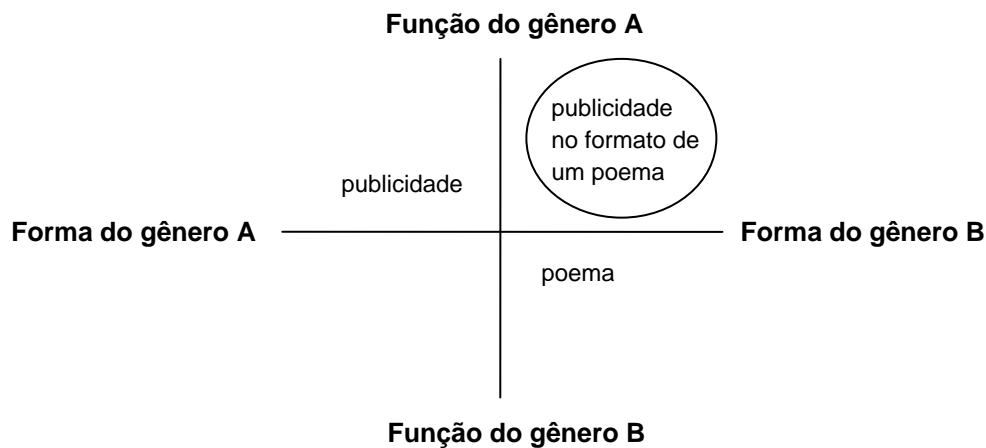 Função do gênero A
publicidade
no formato de
um poema
publicidade
Forma do gênero A
Forma do gênero B
poema
Função do gênero B